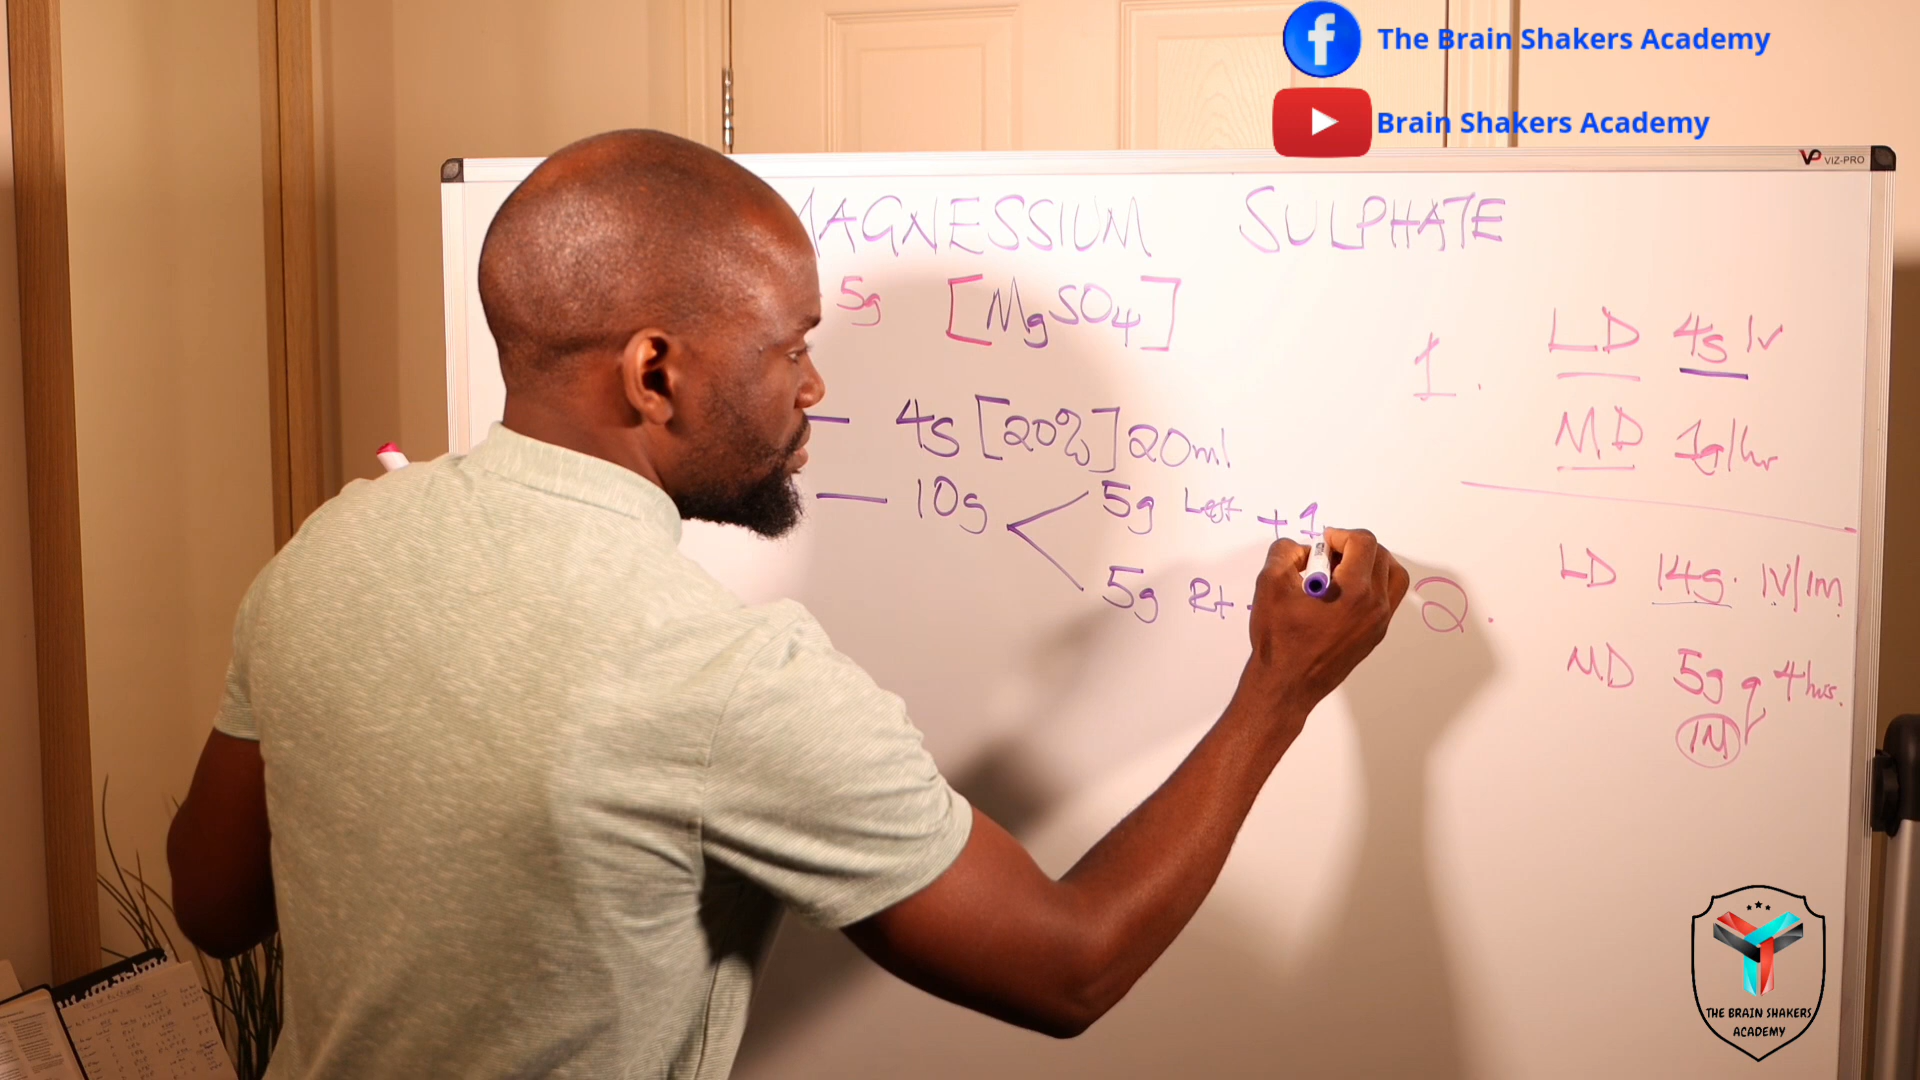 The Brain Shakers Academy
Brain Shakers Academy
VIZ-PRO
MAGNESSIUM SULPHATE
5g [MgSO4]
— 4g [20%] 20ml
— 10g
5g Left + 1
5g Rt
1. LD 4g IV
MD 1g/hr
2. LD 14g. IV/IM
MD 5g q 4hrs.
IM
THE BRAIN SHAKERS
ACADEMY